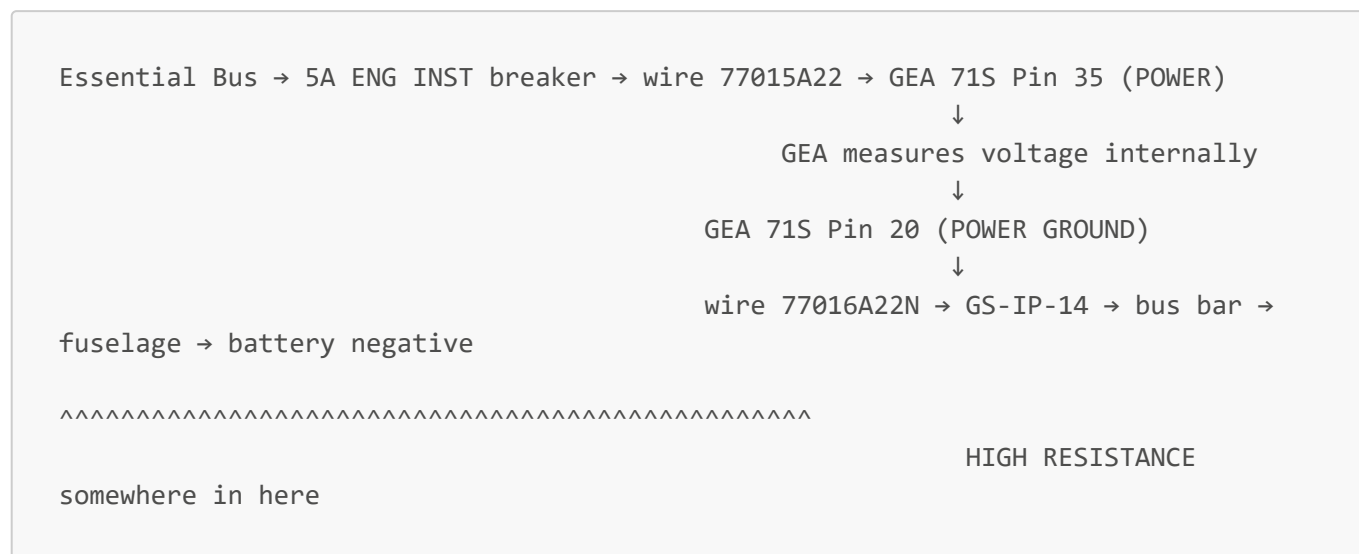 Essential Bus → 5A ENG INST breaker → wire 77015A22 → GEA 71S Pin 35 (POWER)
↓
GEA measures voltage internally
↓
GEA 71S Pin 20 (POWER GROUND)
↓
wire 77016A22N → GS-IP-14 → bus bar →
fuselage → battery negative
^^^^^^^^^^^^^^^^^^^^^^^^^^^^^^^^^^^^^^^^^^^^^^^^^
HIGH RESISTANCE
somewhere in here